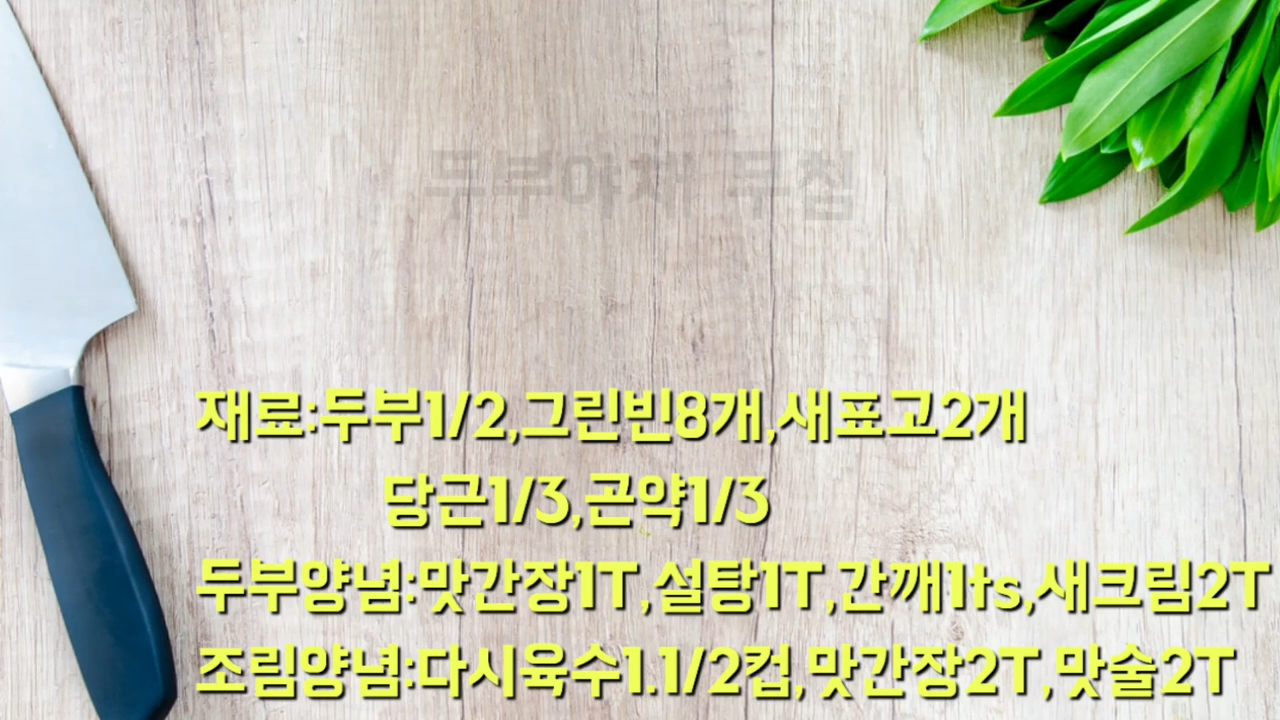 두부야채 무침
재료:두부1/2,그린빈8개,새표고2개
당근1/3,곤약1/3
두부양념:맛간장1T,설탕1T,간깨1ts,새크림2T
조림양념:다시육수1.1/2컵,맛간장2T,맛술2T